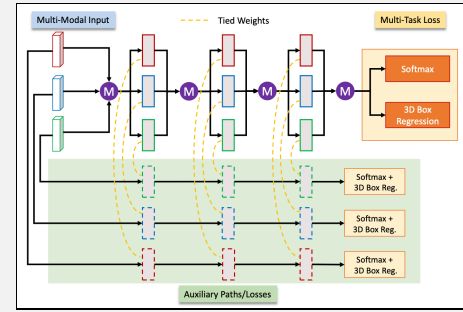 Multi-Modal Input
Tied Weights
Multi-Task Loss
M
M
M
M
Softmax
3D Box
Regression
Softmax +
3D Box Reg.
Softmax +
3D Box Reg.
Softmax +
3D Box Reg.
Auxiliary Paths/Losses